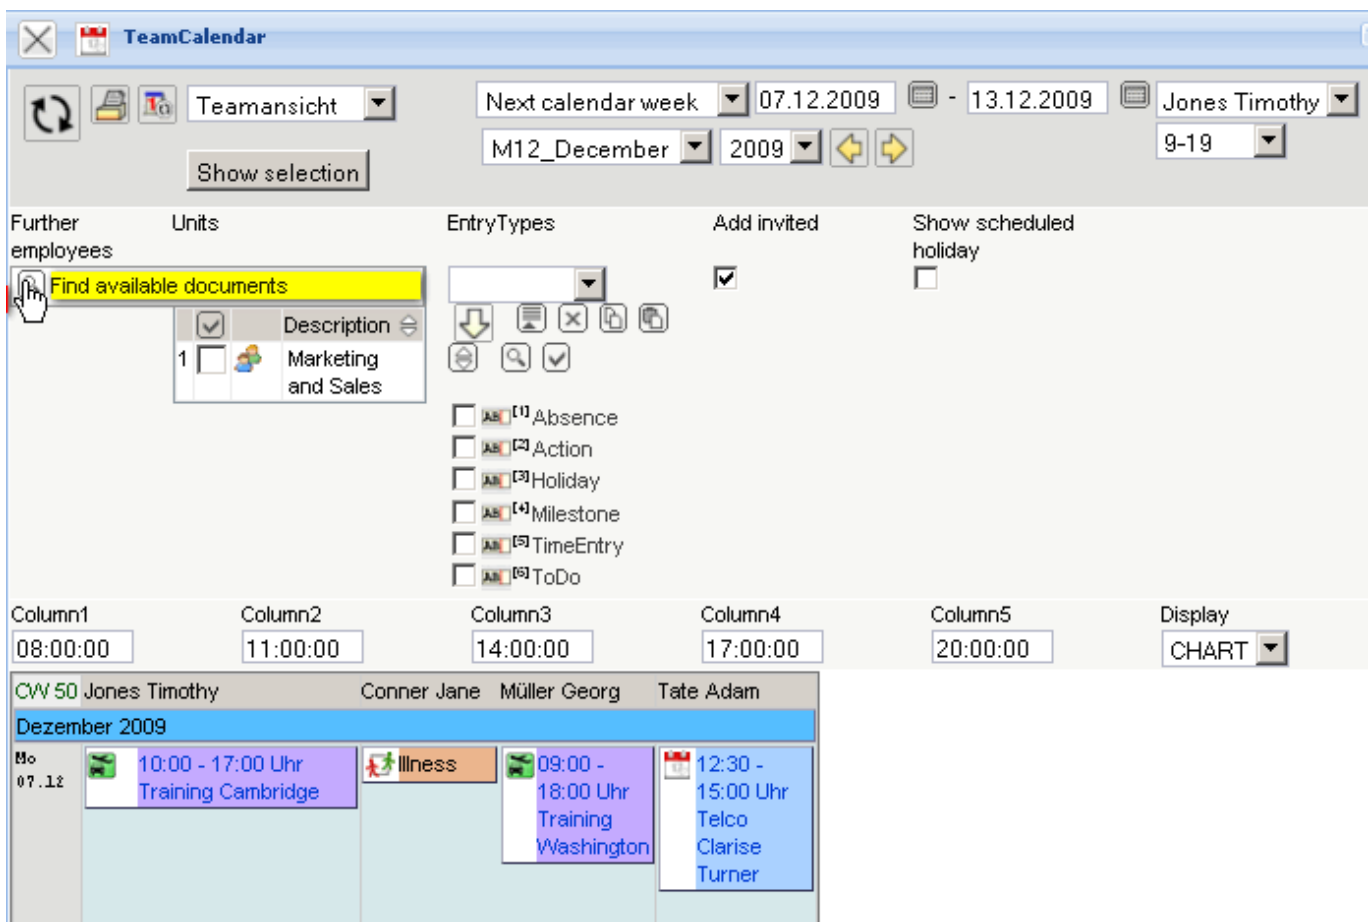 TeamCalendar
Teamansicht
Next calendar week 07.12.2009 - 13.12.2009 Jones Timothy
M12_December 2009 9-19
Show selection
Further employees Units EntryTypes Add invited Show scheduled holiday
Find available documents
Description
1 Marketing and Sales
[1] Absence
[2] Action
[3] Holiday
[4] Milestone
[5] TimeEntry
[6] ToDo
Column1 Column2 Column3 Column4 Column5 Display
08:00:00 11:00:00 14:00:00 17:00:00 20:00:00 CHART
CW 50 Jones Timothy Conner Jane Müller Georg Tate Adam
Dezember 2009
Mo
07.12
10:00 - 17:00 Uhr
Training Cambridge
Illness
09:00 -
18:00 Uhr
Training
Washington
12:30 -
15:00 Uhr
Telco
Clarise
Turner